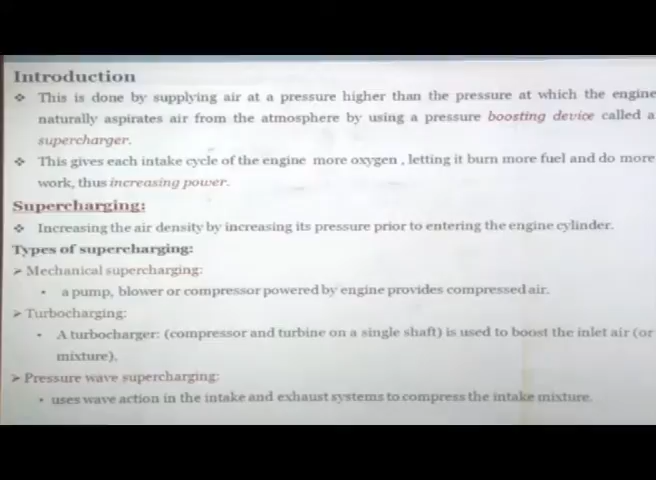 Introduction
❖ This is done by supplying air at a pressure higher than the pressure at which the engine
naturally aspirates air from the atmosphere by using a pressure boosting device called a
supercharger.
❖ This gives each intake cycle of the engine more oxygen , letting it burn more fuel and do more
work, thus increasing power.
Supercharging:
❖ Increasing the air density by increasing its pressure prior to entering the engine cylinder.
Types of supercharging:
➢ Mechanical supercharging:
• a pump, blower or compressor powered by engine provides compressed air.
➢ Turbocharging:
• A turbocharger: (compressor and turbine on a single shaft) is used to boost the inlet air (or
mixture).
➢ Pressure wave supercharging:
• uses wave action in the intake and exhaust systems to compress the intake mixture.